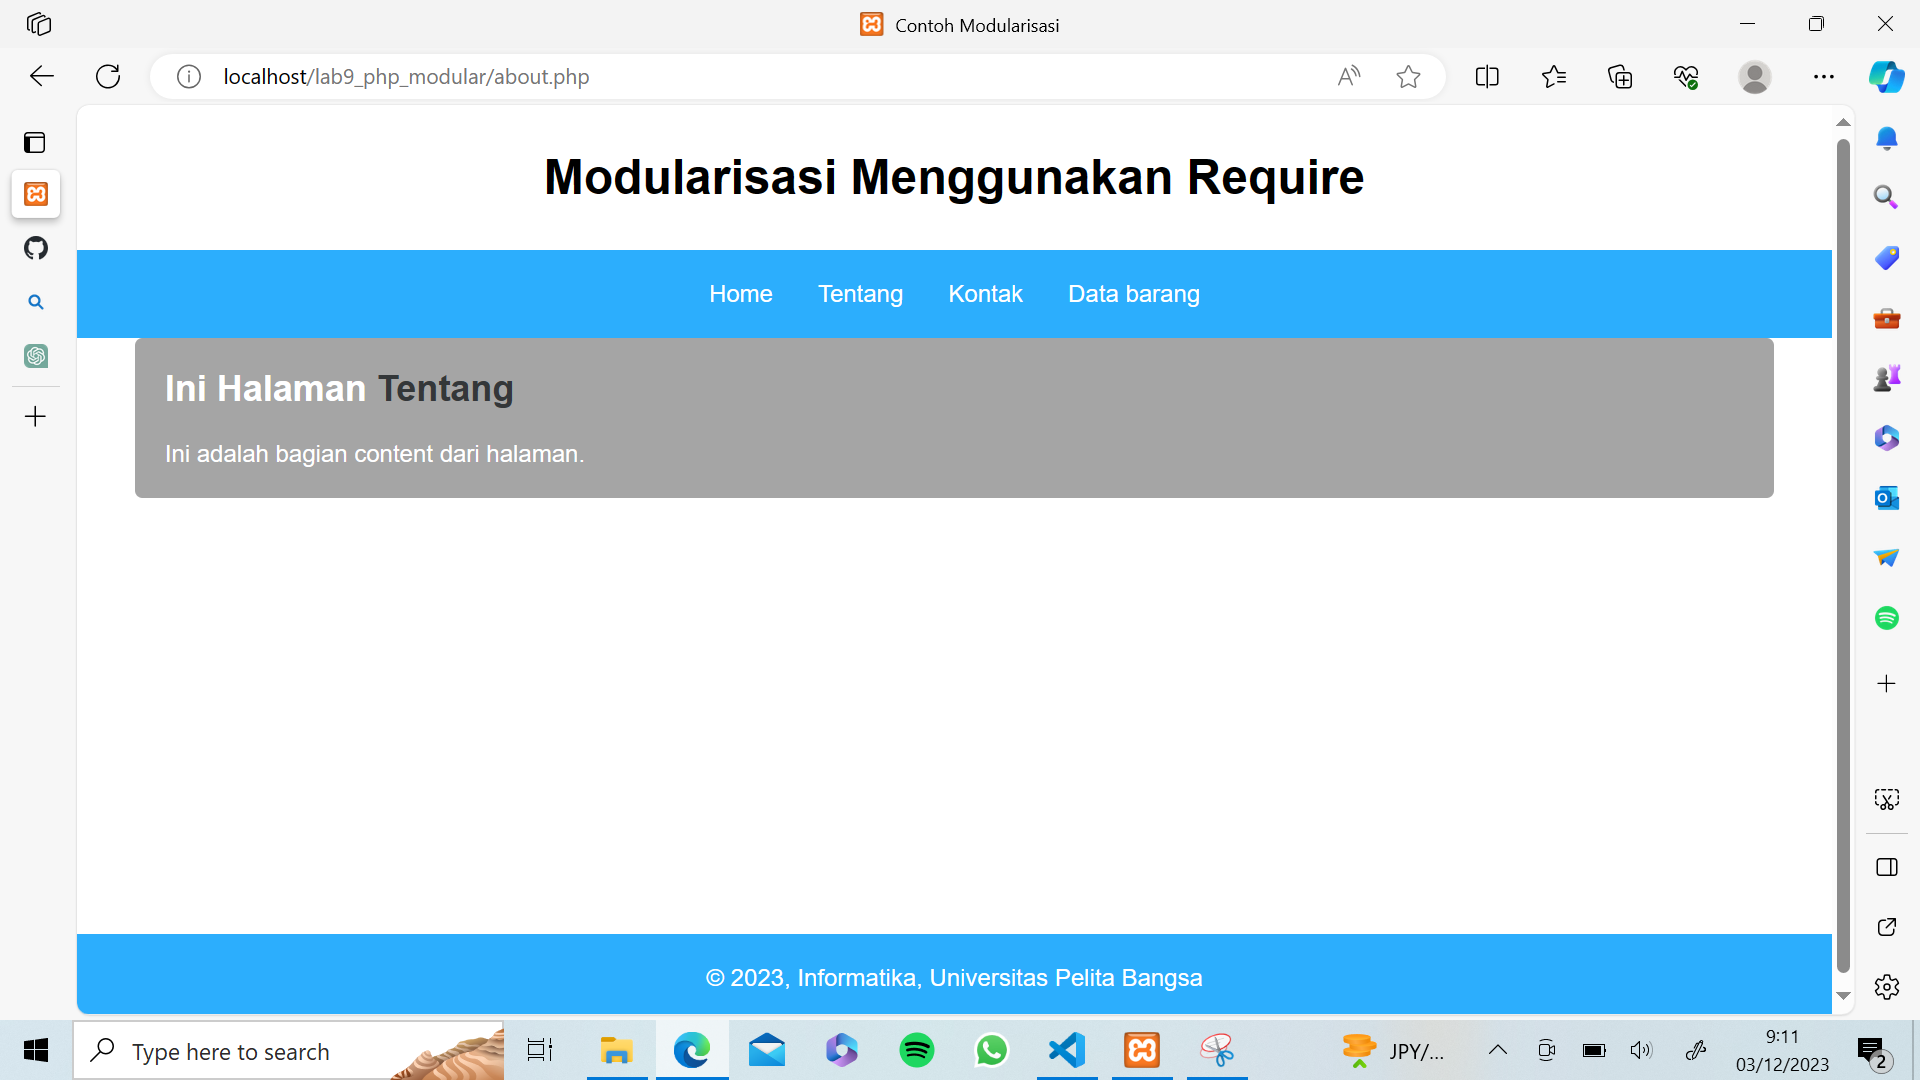 Contoh Modularisasi
localhost/lab9_php_modular/about.php
Modularisasi Menggunakan Require
Home Tentang Kontak Data barang
Ini Halaman Tentang
Ini adalah bagian content dari halaman.
© 2023, Informatika, Universitas Pelita Bangsa
Type here to search
JPY/...
9:11
03/12/2023
2